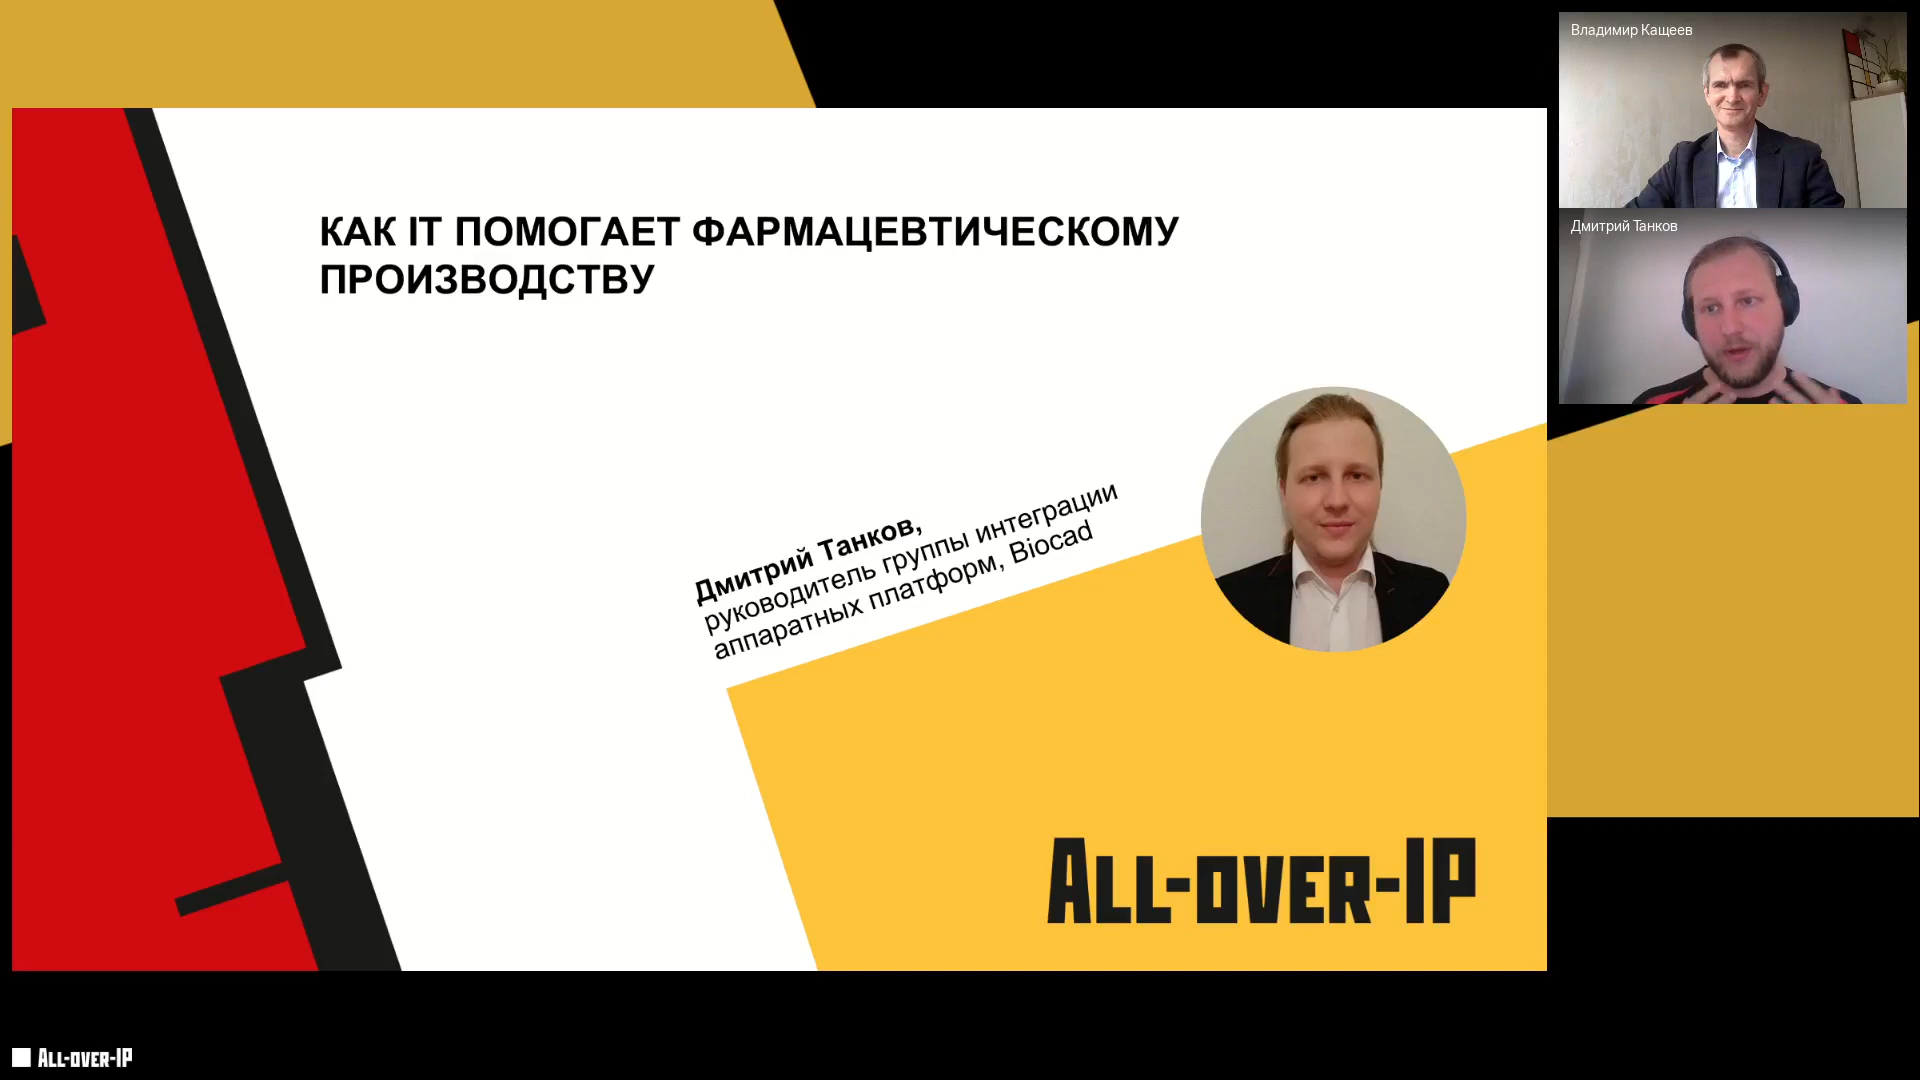 КАК IT ПОМОГАЕТ ФАРМАЦЕВТИЧЕСКОМУ
ПРОИЗВОДСТВУ
Дмитрий Танков,
руководитель группы интеграции
аппаратных платформ, Biocad
ALL-OVER-IP
Владимир Кащеев
Дмитрий Танков
ALL-OVER-IP